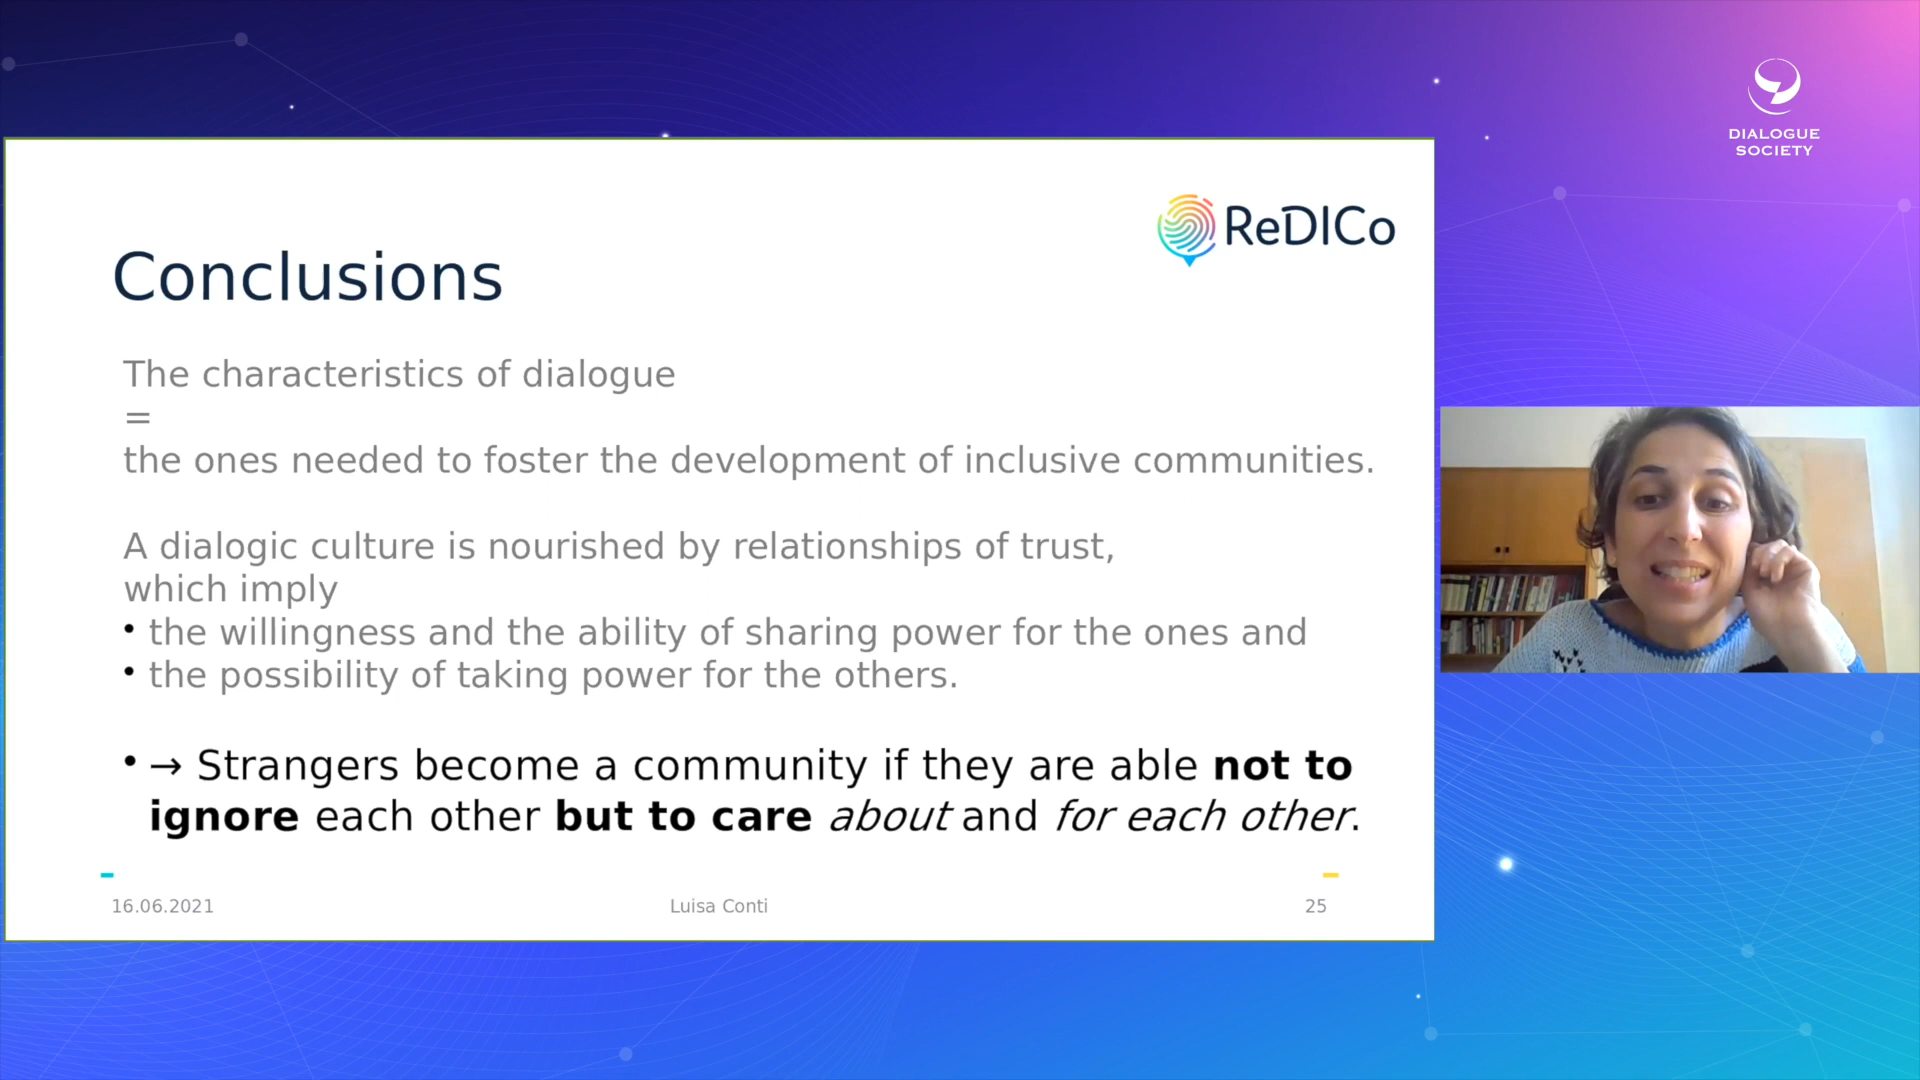 DIALOGUE
SOCIETY
ReDICo
Conclusions
The characteristics of dialogue
=
the ones needed to foster the development of inclusive communities.
A dialogic culture is nourished by relationships of trust,
which imply
• the willingness and the ability of sharing power for the ones and
• the possibility of taking power for the others.
• → Strangers become a community if they are able not to
ignore each other but to care about and for each other.
16.06.2021
Luisa Conti
25